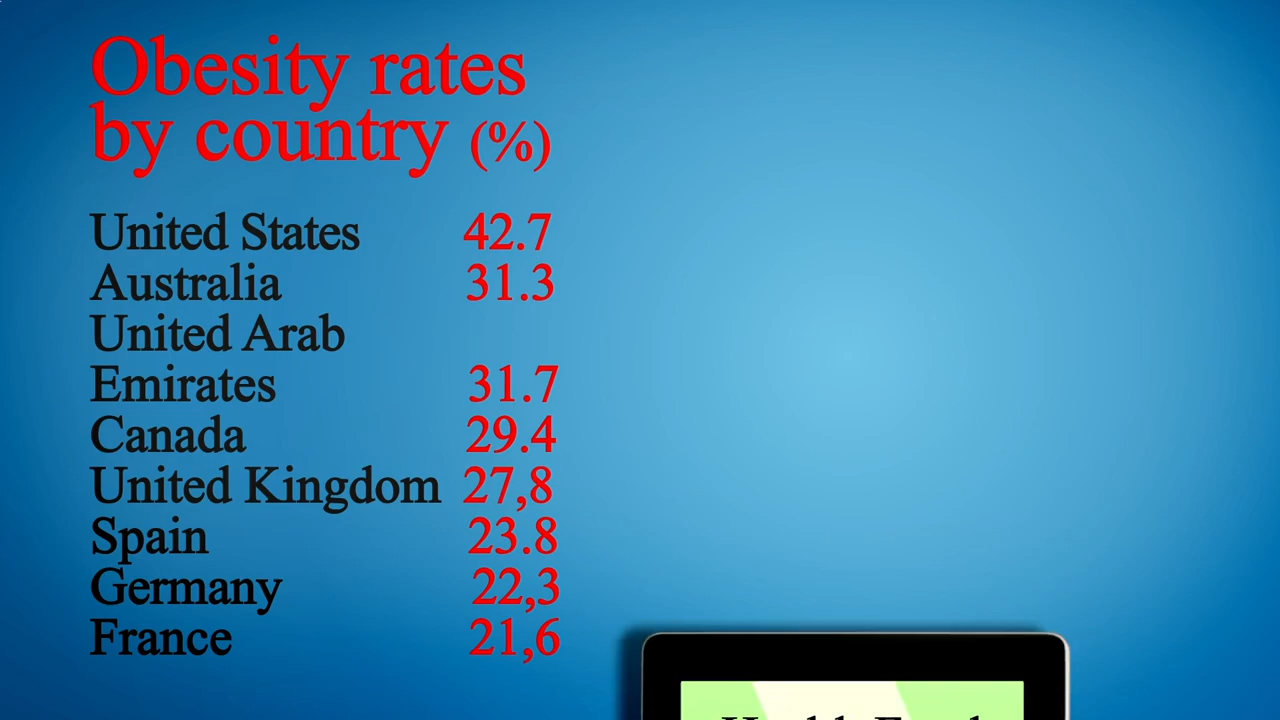 Obesity rates
by country (%)
United States 42.7
Australia 31.3
United Arab
Emirates 31.7
Canada 29.4
United Kingdom 27,8
Spain 23.8
Germany 22,3
France 21,6